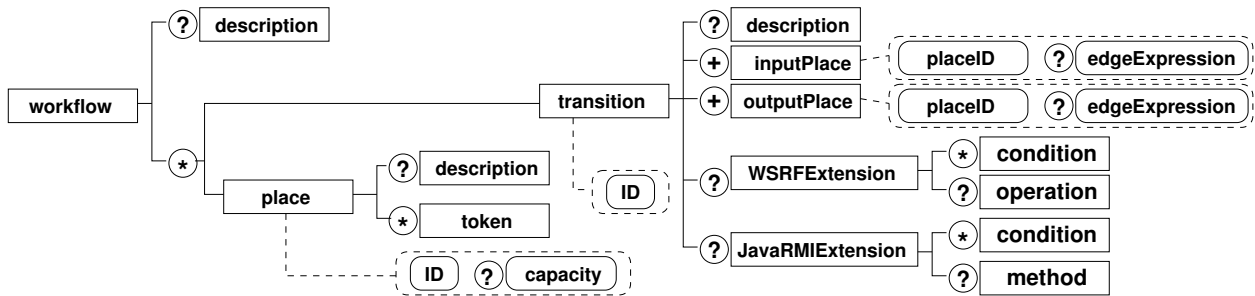 ? description
? description
+ inputPlace placeID ? edgeExpression
workflow
transition
+ outputPlace placeID ? edgeExpression
*
? description
* condition
? WSRFExtension
place
ID
? operation
* token
* condition
? JavaRMIExtension
ID ? capacity
? method